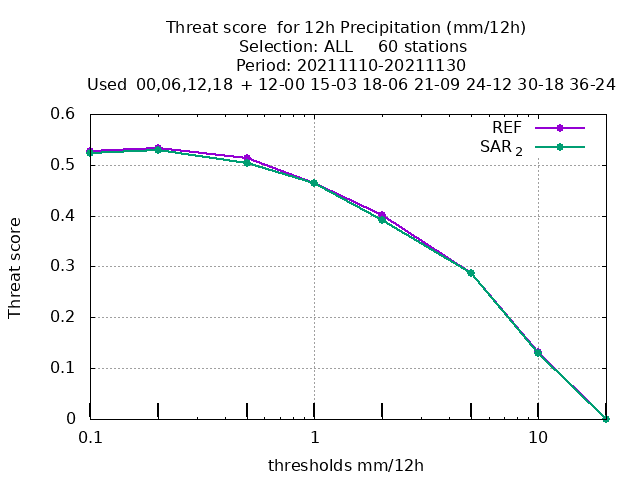 Threat score  for 12h Precipitation (mm/12h)
Selection: ALL     60 stations
Period: 20211110-20211130
Used  00,06,12,18  + 12-00 15-03 18-06 21-09 24-12 30-18 36-24
0.6
0.5
0.4
0.3
0.2
0.1
0
Threat score
REF
SAR 2
0.1
1
10
thresholds mm/12h